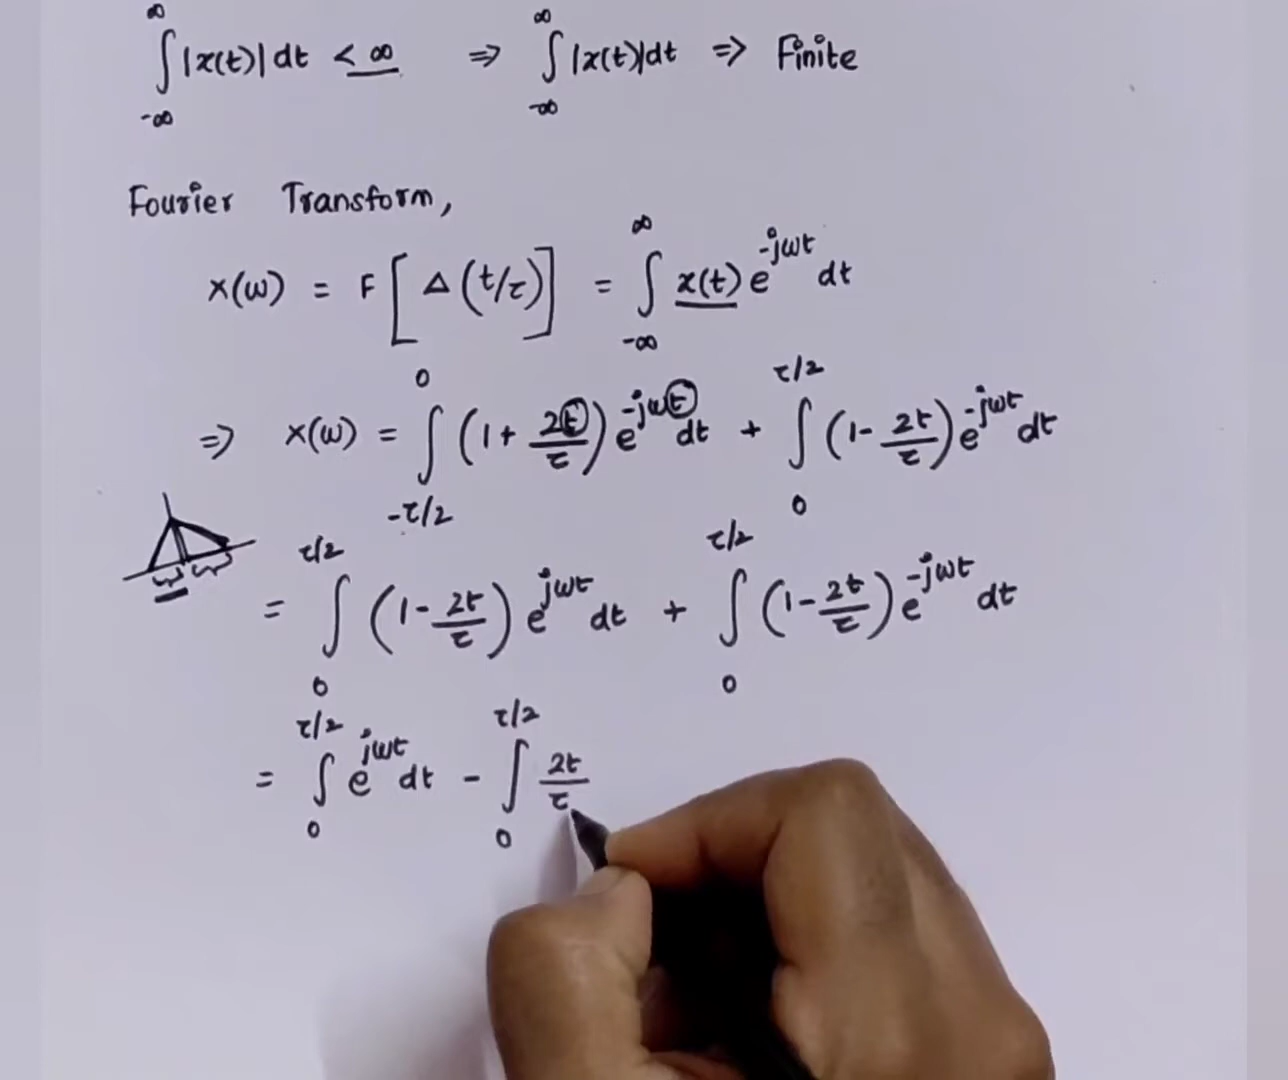 ∫_{-∞}^{∞} |x(t)| dt < ∞ ⇒ ∫_{-∞}^{∞} |x(t)|dt ⇒ Finite
Fourier Transform,
X(ω) = F[Δ(t/τ)] = ∫_{-∞}^{∞} x(t) e^{-jωt} dt
⇒ X(ω) = ∫_{-τ/2}^{0} (1 + 2t/τ) e^{-jωt} dt + ∫_{0}^{τ/2} (1 - 2t/τ) e^{-jωt} dt
= ∫_{0}^{τ/2} (1 - 2t/τ) e^{jωt} dt + ∫_{0}^{τ/2} (1 - 2t/τ) e^{-jωt} dt
= ∫_{0}^{τ/2} e^{jωt} dt - ∫_{0}^{τ/2} 2t/τ